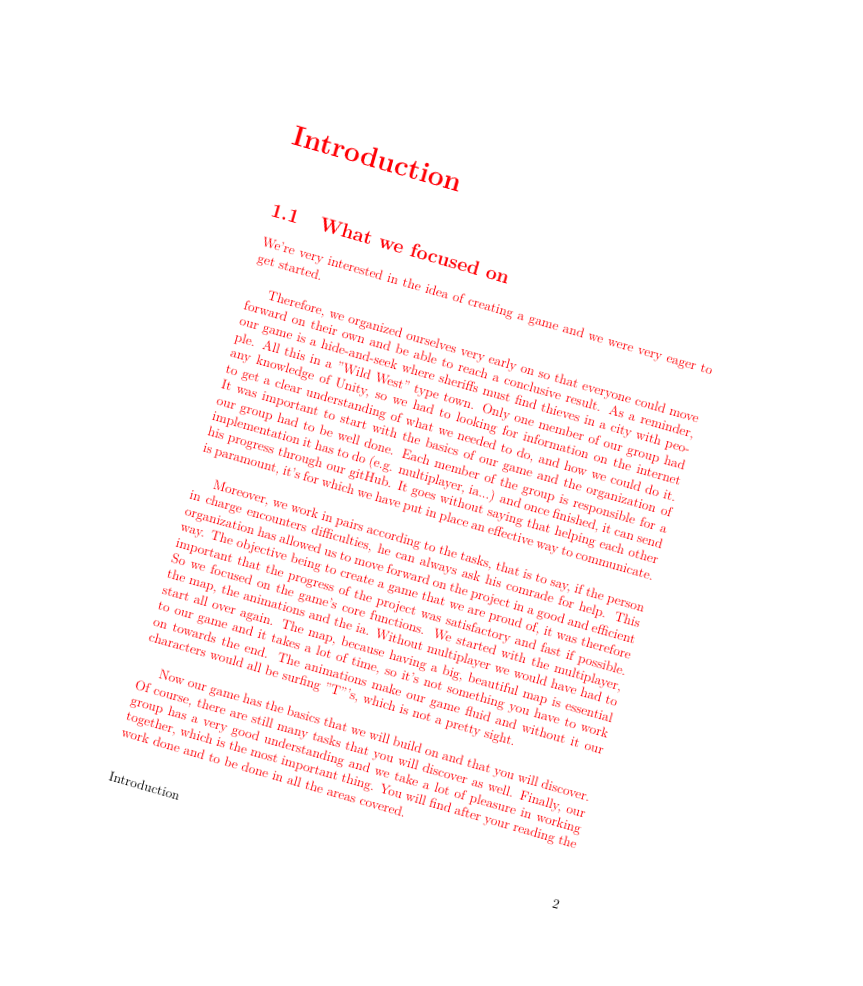 Introduction
1.1 What we focused on
We're very interested in the idea of creating a game and we were very eager to
get started.
Therefore, we organized ourselves very early on so that everyone could move
forward on their own and be able to reach a conclusive result. As a reminder,
our game is a hide-and-seek where sheriffs must find thieves in a city with peo-
ple. All this in a "Wild West" type town. Only one member of our group had
any knowledge of Unity, so we had to looking for information on the internet
to get a clear understanding of what we needed to do, and how we could do it.
It was important to start with the basics of our game and the organization of
our group had to be well done. Each member of the group is responsible for a
implementation it has to do (e.g. multiplayer, ia...) and once finished, it can send
his progress through our gitHub. It goes without saying that helping each other
is paramount, it's for which we have put in place an effective way to communicate.
Moreover, we work in pairs according to the tasks, that is to say, if the person
in charge encounters difficulties, he can always ask his comrade for help. This
organization has allowed us to move forward on the project in a good and efficient
way. The objective being to create a game that we are proud of, it was therefore
important that the progress of the project was satisfactory and fast if possible.
So we focused on the game's core functions. We started with the multiplayer,
the map, the animations and the ia. Without multiplayer we would have had to
start all over again. The map, because having a big, beautiful map is essential
to our game and it takes a lot of time, so it's not something you have to work
on towards the end. The animations make our game fluid and without it our
characters would all be surfing "T"'s, which is not a pretty sight.
Now our game has the basics that we will build on and that you will discover.
Of course, there are still many tasks that you will discover as well. Finally, our
group has a very good understanding and we take a lot of pleasure in working
together, which is the most important thing. You will find after your reading the
work done and to be done in all the areas covered.
Introduction
2